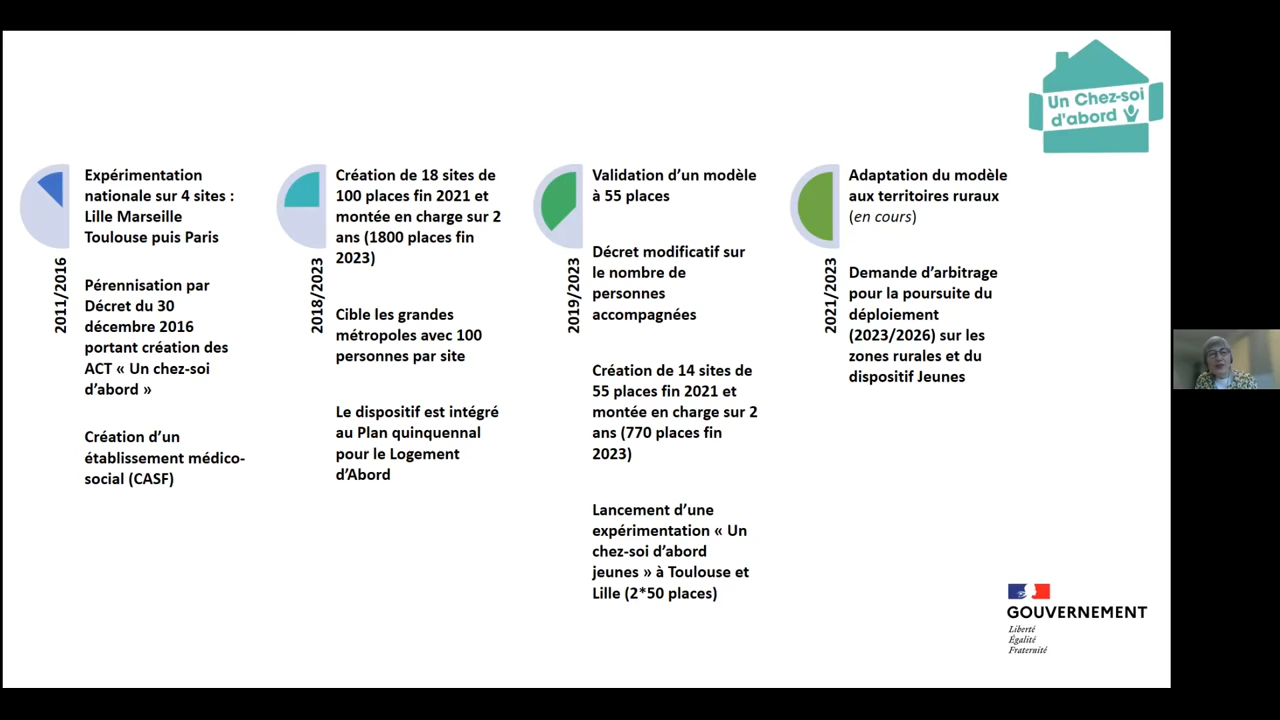 Un Chez-soi
d'abord
2011/2016
Expérimentation
nationale sur 4 sites :
Lille Marseille
Toulouse puis Paris
Pérennisation par
Décret du 30
décembre 2016
portant création des
ACT « Un chez-soi
d’abord »
Création d’un
établissement médico-
social (CASF)
2018/2023
Création de 18 sites de
100 places fin 2021 et
montée en charge sur 2
ans (1800 places fin
2023)
Cible les grandes
métropoles avec 100
personnes par site
Le dispositif est intégré
au Plan quinquennal
pour le Logement
d’Abord
2019/2023
Validation d’un modèle
à 55 places
Décret modificatif sur
le nombre de
personnes
accompagnées
Création de 14 sites de
55 places fin 2021 et
montée en charge sur 2
ans (770 places fin
2023)
Lancement d’une
expérimentation « Un
chez-soi d’abord
jeunes » à Toulouse et
Lille (2*50 places)
2021/2023
Adaptation du modèle
aux territoires ruraux
(en cours)
Demande d’arbitrage
pour la poursuite du
déploiement
(2023/2026) sur les
zones rurales et du
dispositif Jeunes
GOUVERNEMENT
Liberté
Égalité
Fraternité